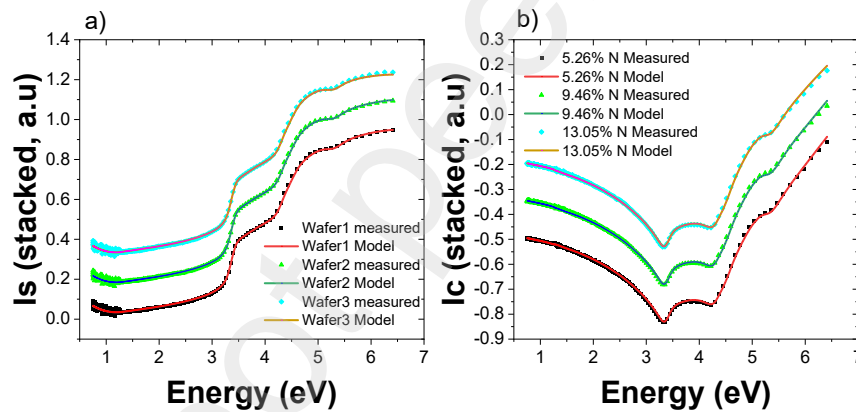 a)
Is (stacked, a.u)
1.4
1.2
1.0
0.8
0.6
0.4
0.2
0.0
Wafer1 measured
Wafer1 Model
Wafer2 measured
Wafer2 Model
Wafer3 measured
Wafer3 Model
1 2 3 4 5 6 7
Energy (eV)
b)
Ic (stacked, a.u)
0.3
0.2
0.1
-0.0
-0.1
-0.2
-0.3
-0.4
-0.5
-0.6
-0.7
-0.8
-0.9
5.26% N Measured
5.26% N Model
9.46% N Measured
9.46% N Model
13.05% N Measured
13.05% N Model
1 2 3 4 5 6 7
Energy (eV)
ot pee